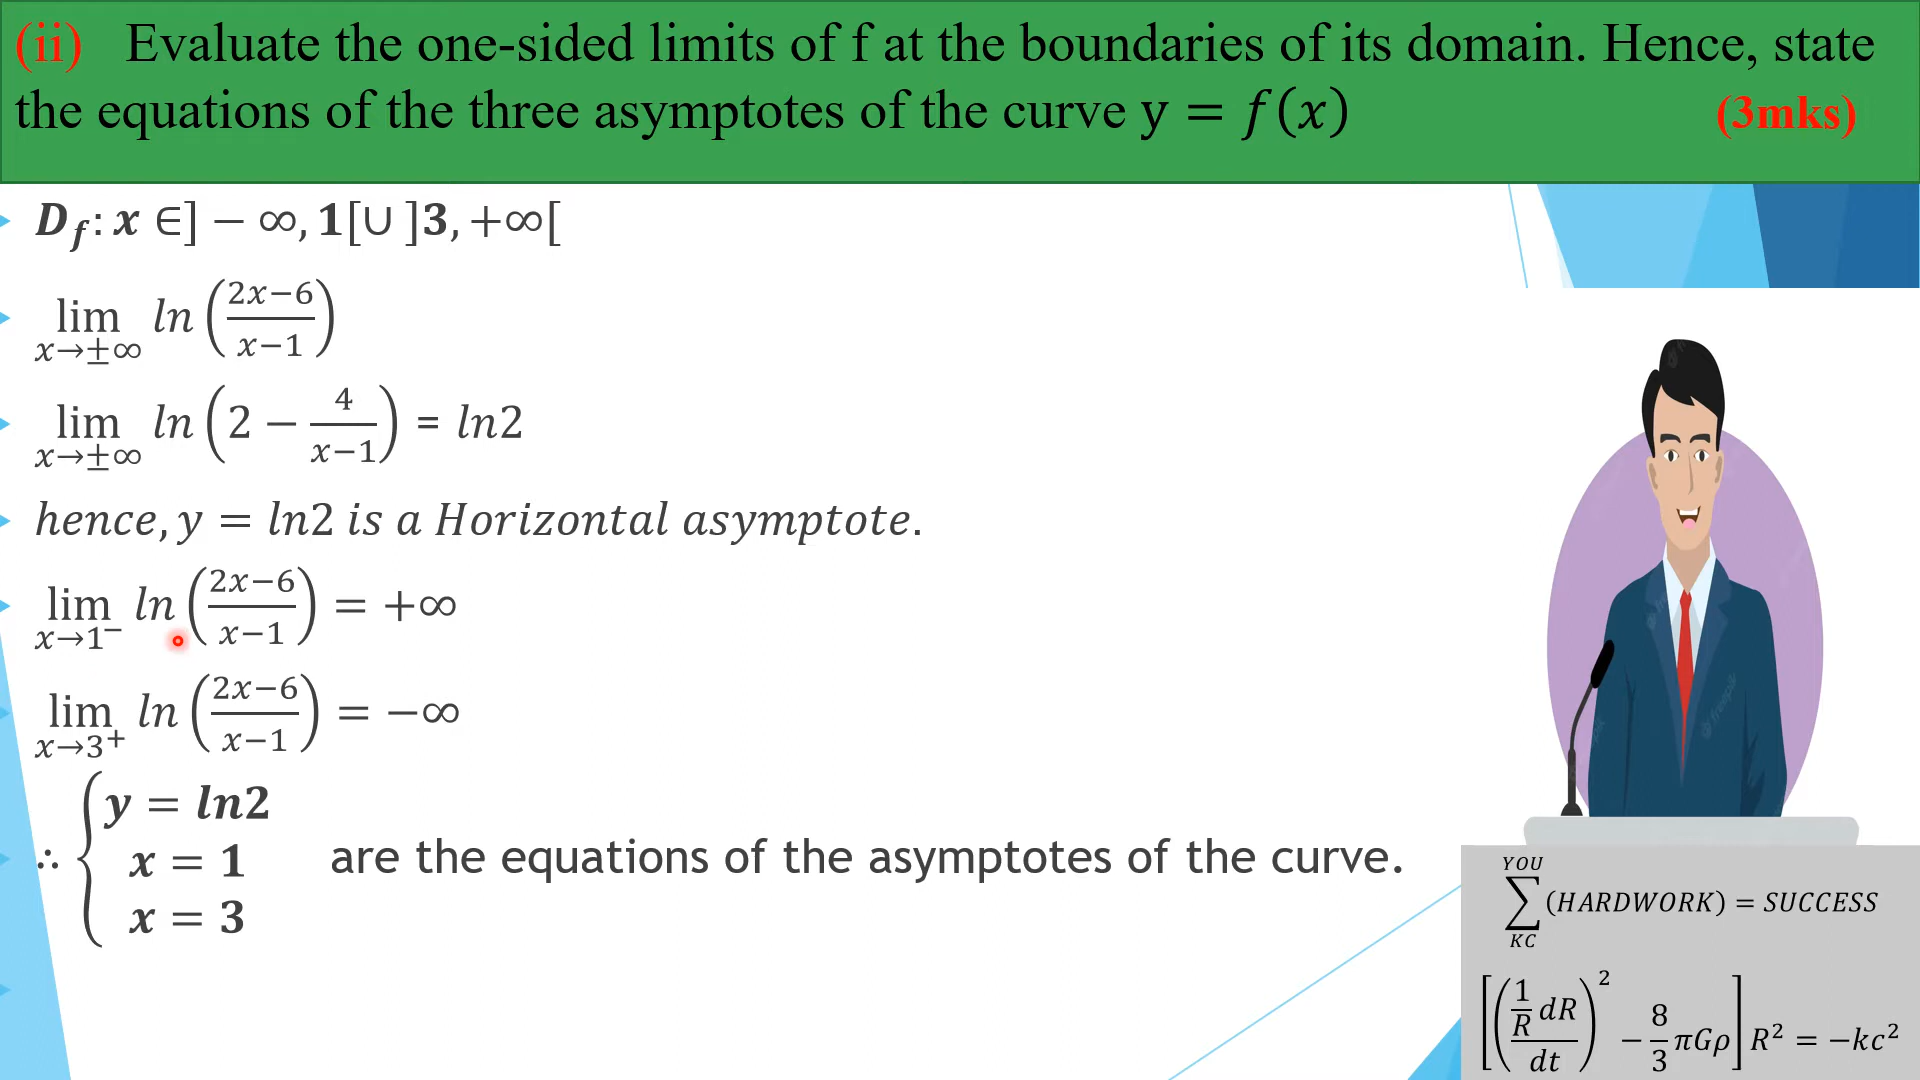 (ii) Evaluate the one-sided limits of f at the boundaries of its domain. Hence, state
the equations of the three asymptotes of the curve y = f(x) (3mks)
D_f: x ∈] − ∞, 1[∪ ]3, +∞[
lim_{x→±∞} ln((2x−6)/(x−1))
lim_{x→±∞} ln(2 − 4/(x−1)) = ln2
hence, y = ln2 is a Horizontal asymptote.
lim_{x→1⁻} ln((2x−6)/(x−1)) = +∞
lim_{x→3⁺} ln((2x−6)/(x−1)) = −∞
y = ln2
∴ { x = 1 are the equations of the asymptotes of the curve.
x = 3
YOU
∑ (HARDWORK) = SUCCESS
KC
[((1/R dR)/dt)² − 8/3 πGρ] R² = −kc²